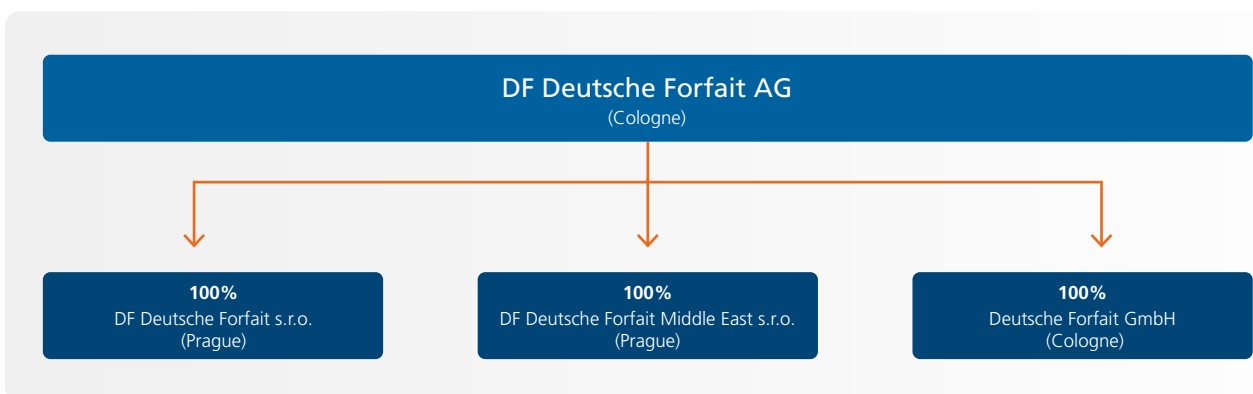 DF Deutsche Forfait AG
(Cologne)
100%
DF Deutsche Forfait s.r.o.
(Prague)
100%
DF Deutsche Forfait Middle East s.r.o.
(Prague)
100%
Deutsche Forfait GmbH
(Cologne)